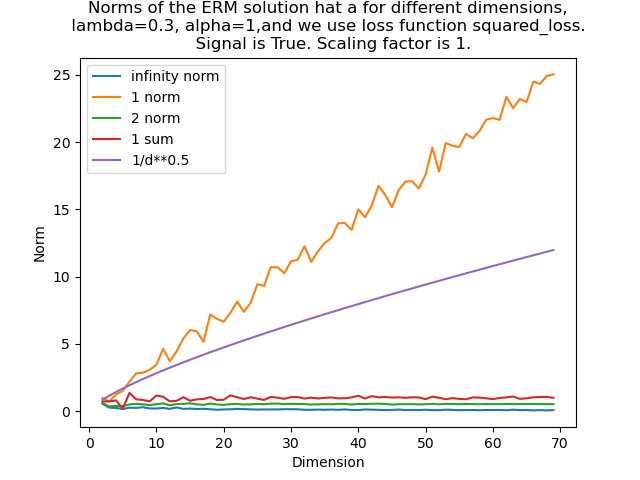 Norms of the ERM solution hat a for different dimensions,
lambda=0.3, alpha=1,and we use loss function squared_loss.
Signal is True. Scaling factor is 1.
25
20
15
10
5
0
Norm
infinity norm
1 norm
2 norm
1 sum
1/d**0.5
0 10 20 30 40 50 60 70
Dimension